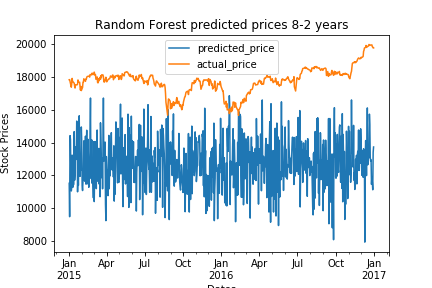 Random Forest predicted prices 8-2 years
predicted_price
actual_price
Stock Prices
20000
18000
16000
14000
12000
10000
8000
Jan Apr Jul Oct Jan Apr Jul Oct Jan
2015 2016 2017